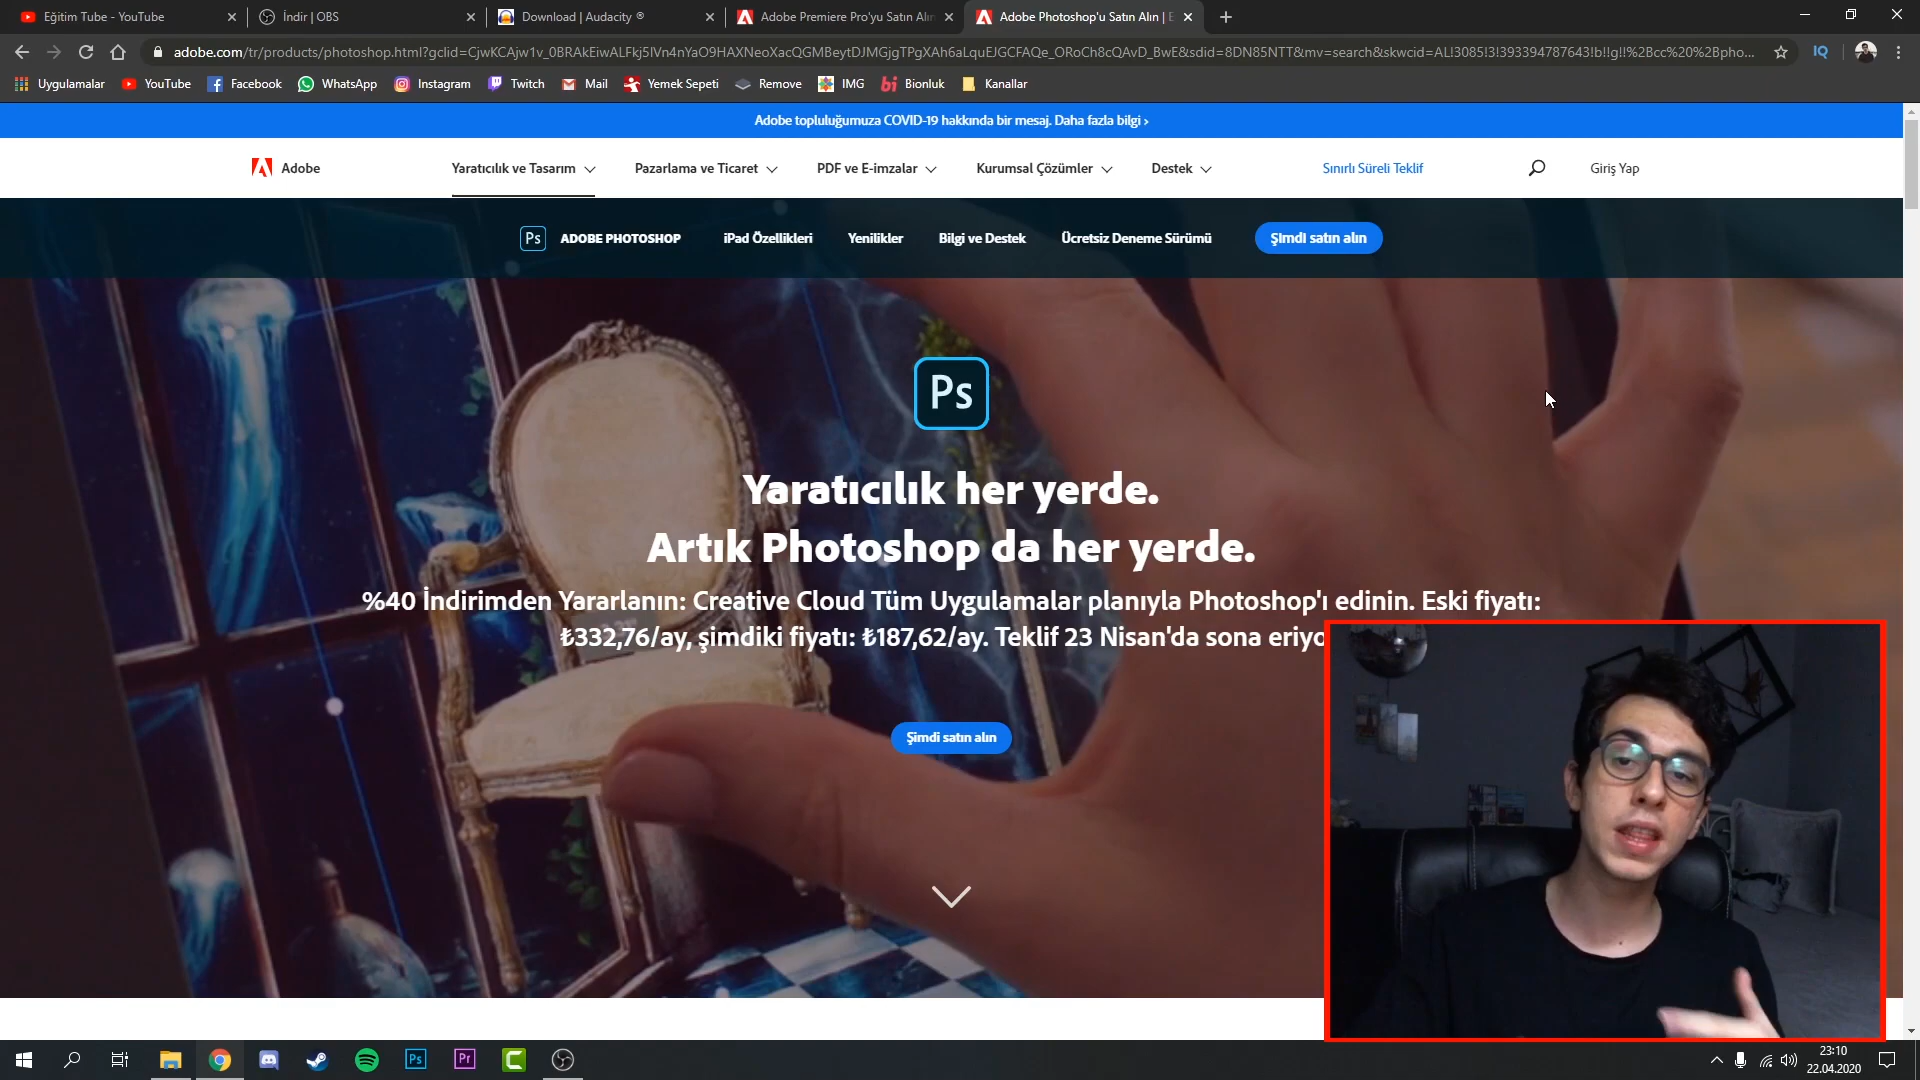 Eğitim Tube - YouTube
İndir | OBS
Download | Audacity ®
Adobe Premiere Pro'yu Satın Alın
Adobe Photoshop'u Satın Alın | E
adobe.com/tr/products/photoshop.html?gclid=CjwKCAjw1v_0BRAkEiwALFkj5lVn4nYaO9HAXNeoXacQGMBeytDJMGjgTPgXAh6aLquEJGCFAQe_ORoCh8cQAvD_BwE&sdid=8DN85NTT&mv=search&skwcid=AL!3085!3!393394787643!b!!g!!%2Bcc%20%2Bpho...
IQ
Uygulamalar
YouTube
Facebook
WhatsApp
Instagram
Twitch
Mail
Yemek Sepeti
Remove
IMG
bi Bionluk
Kanallar
Adobe topluluğumuza COVID-19 hakkında bir mesaj. Daha fazla bilgi ›
Adobe
Yaratıcılık ve Tasarım
Pazarlama ve Ticaret
PDF ve E-imzalar
Kurumsal Çözümler
Destek
Sınırlı Süreli Teklif
Giriş Yap
Ps ADOBE PHOTOSHOP
iPad Özellikleri
Yenilikler
Bilgi ve Destek
Ücretsiz Deneme Sürümü
Şimdi satın alın
Ps
Yaratıcılık her yerde.
Artık Photoshop da her yerde.
%40 İndirimden Yararlanın: Creative Cloud Tüm Uygulamalar planıyla Photoshop'ı edinin. Eski fiyatı:
₺332,76/ay, şimdiki fiyatı: ₺187,62/ay. Teklif 23 Nisan'da sona eriyo
Şimdi satın alın
Ps
Pr
23:10
22.04.2020